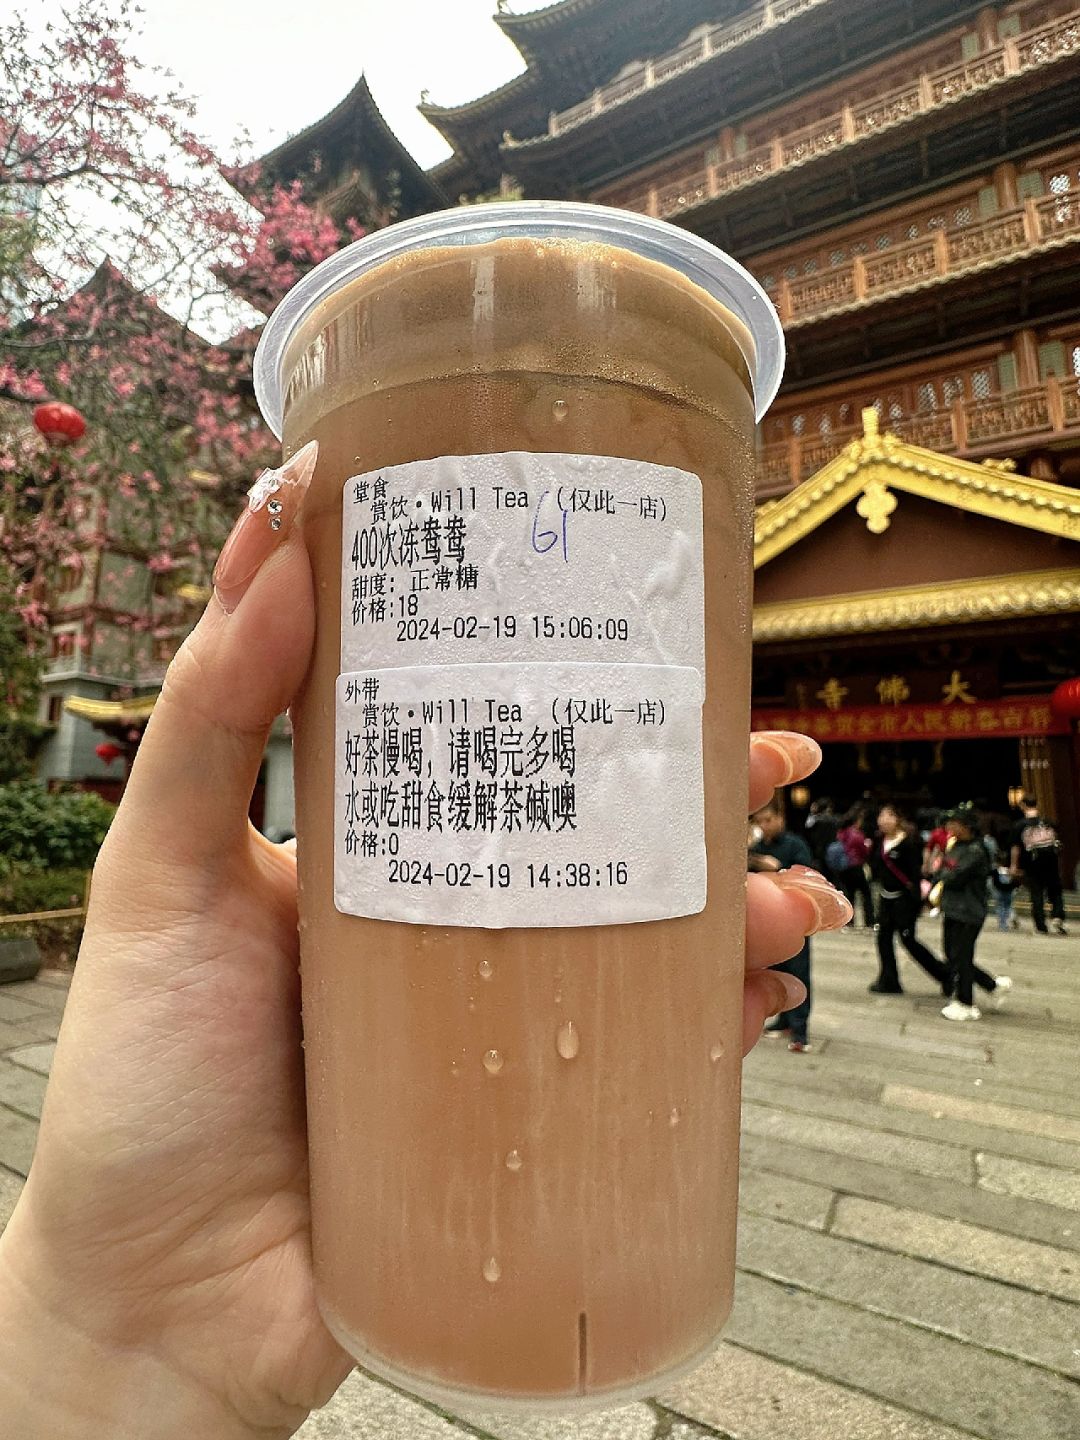 堂食
赏饮·Will Tea (仅此一店)
61
400次冻鸯鸯
甜度: 正常糖
价格:18
2024-02-19 15:06:09
外带
赏饮·Will Tea (仅此一店)
好茶慢喝, 请喝完多喝
水或吃甜食缓解茶碱噢
价格:0
2024-02-19 14:38:16
寺佛大